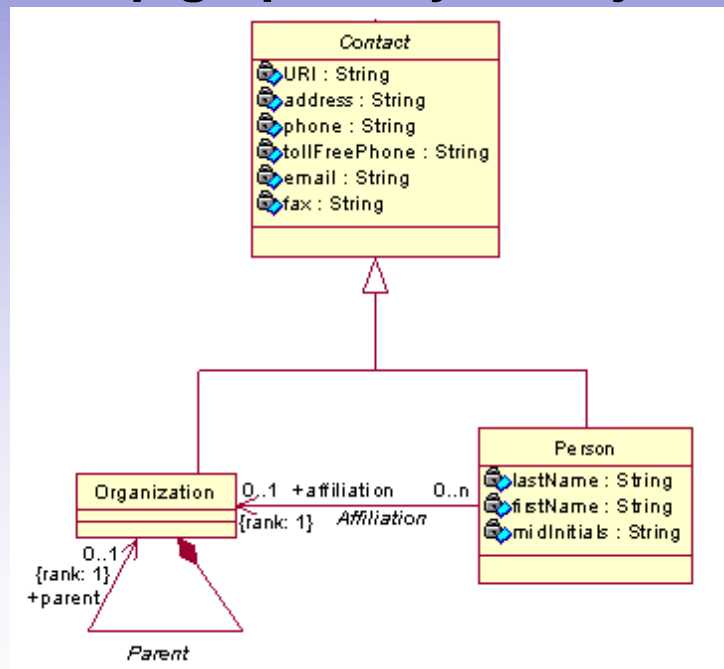 Contact
URI : String
address : String
phone : String
tollFreePhone : String
email : String
fax : String
Person
lastName : String
firstName : String
midInitials : String
Organization
0..1 +affiliation 0..n
{rank: 1} Affiliation
0..1
{rank: 1}
+parent
Parent